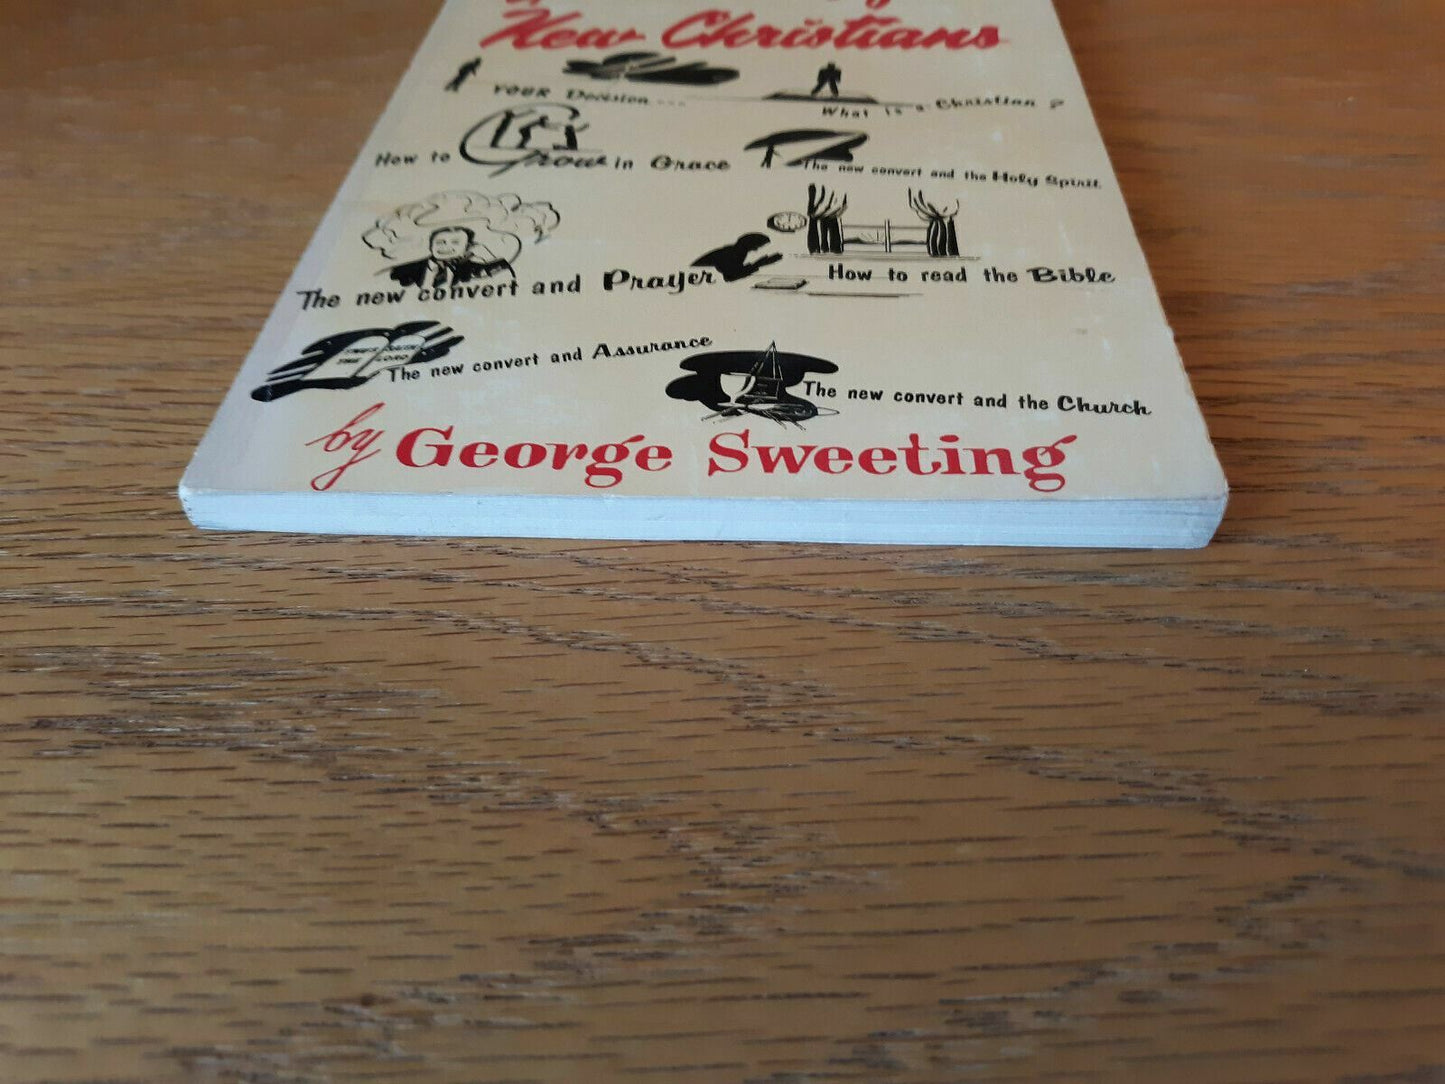 New Christians
YOUR Decision...
What is a Christian?
How to Grow in Grace
The new convert and the Holy Spirit
The new convert and Prayer
How to read the Bible
The new convert and Assurance
The new convert and the Church
by George Sweeting